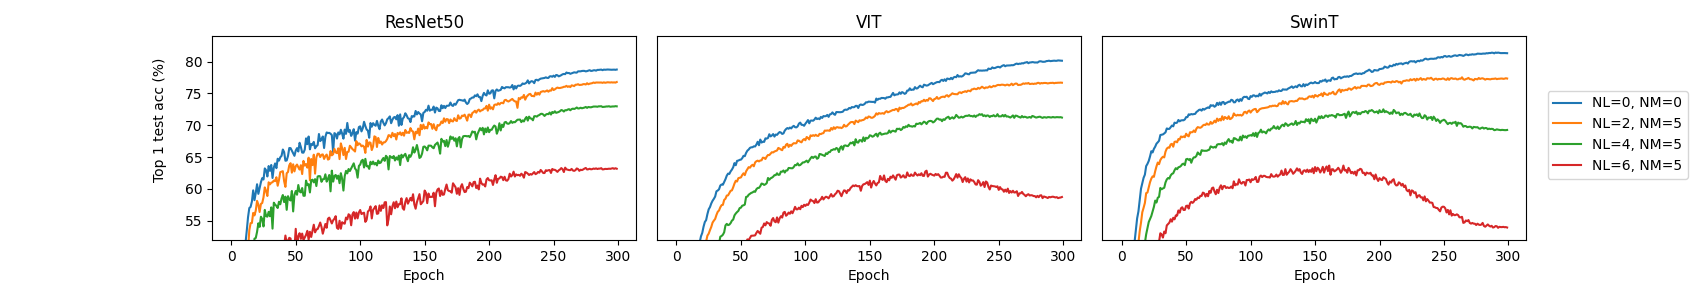 ResNet50
VIT
SwinT
Top 1 test acc (%)
80
75
70
65
60
55
0 50 100 150 200 250 300
0 50 100 150 200 250 300
0 50 100 150 200 250 300
Epoch
Epoch
Epoch
NL=0, NM=0
NL=2, NM=5
NL=4, NM=5
NL=6, NM=5